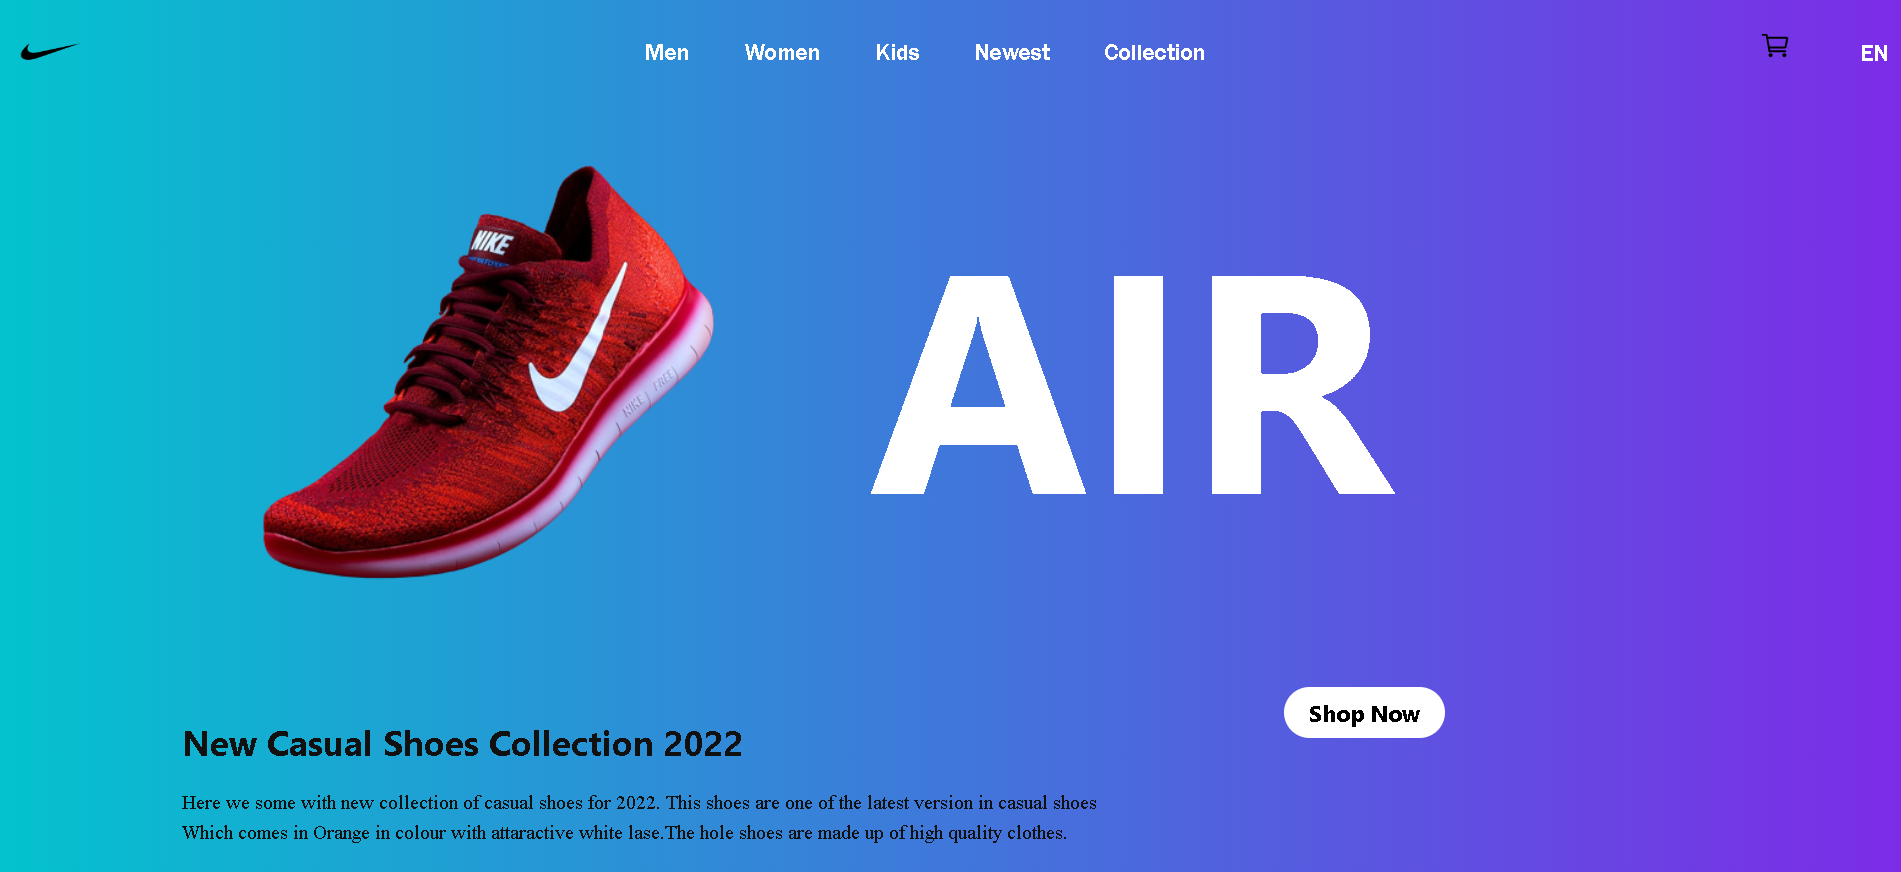 Men Women Kids Newest Collection EN
NIKE
AIR
NIKE FREE
Shop Now
New Casual Shoes Collection 2022
Here we some with new collection of casual shoes for 2022. This shoes are one of the latest version in casual shoes
Which comes in Orange in colour with attaractive white lase.The hole shoes are made up of high quality clothes.